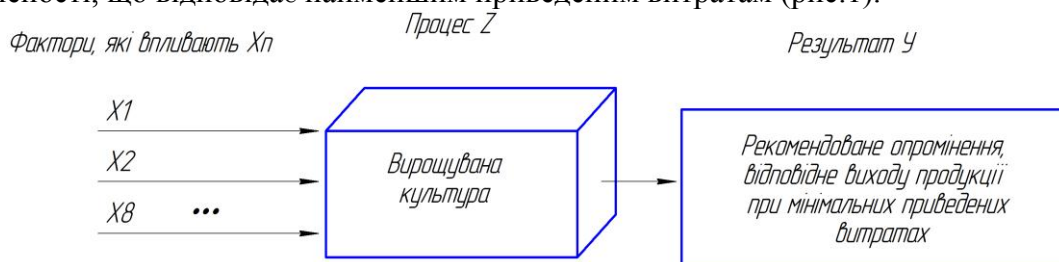 що відповідає найменшим приведеним витратам (рис.1).
Фактори, які впливають Xn
Процес Z
Результат У
X1
X2
X8 ...
Вирощувана
культура
Рекомендоване опромінення,
відповідне виходу продукції
при мінімальних приведених
витратах